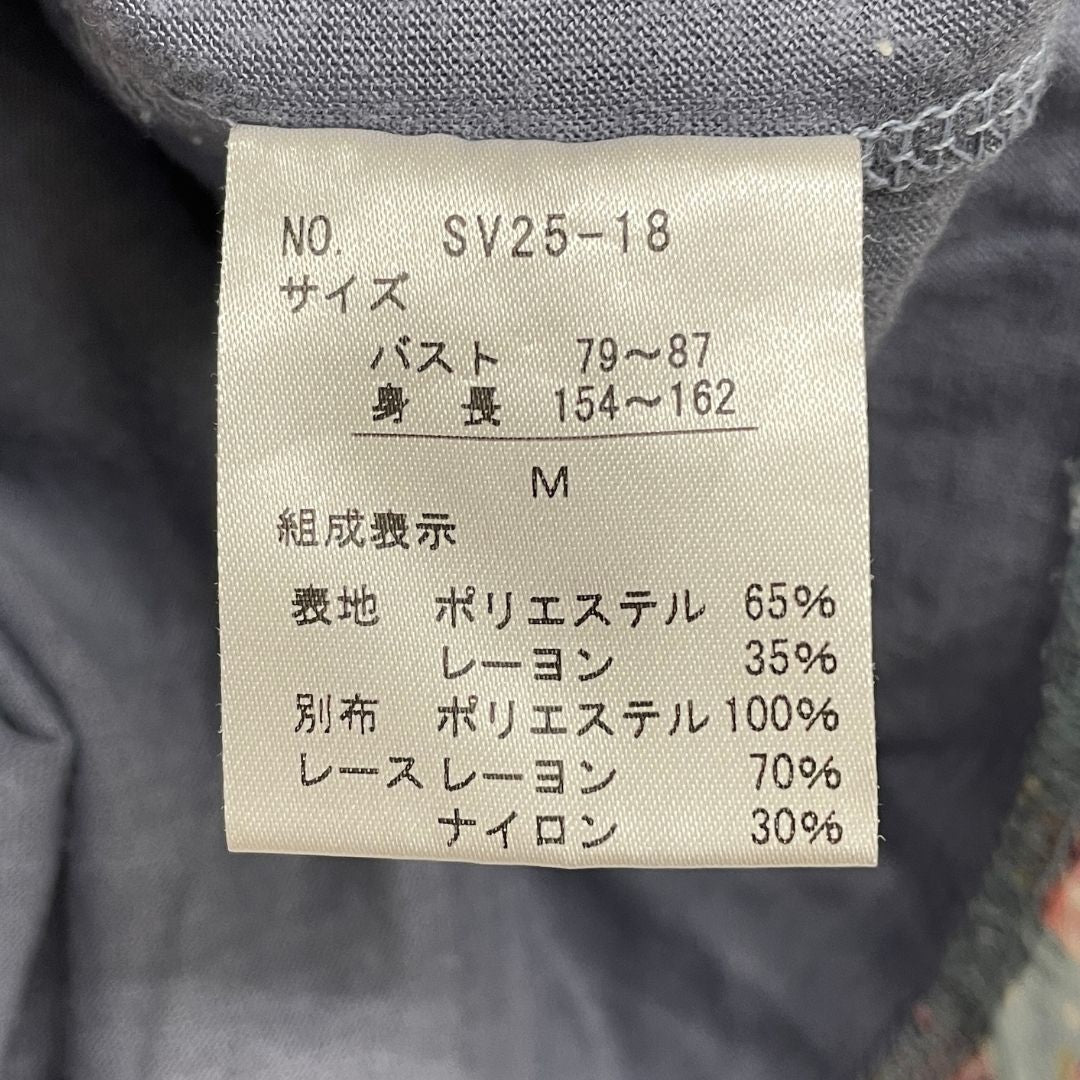 NO. SV25-18
サイズ
バスト 79～87
身長 154～162
M
組成表示
表地 ポリエステル 65%
レーヨン 35%
別布 ポリエステル 100%
レース レーヨン 70%
ナイロン 30%